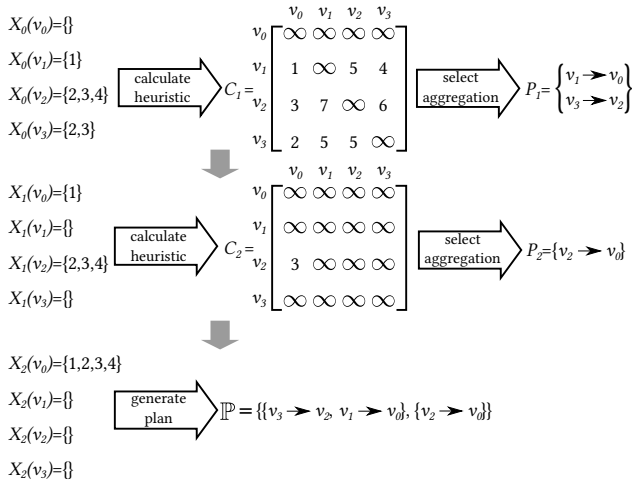 X₀(v₀)={}
X₀(v₁)={1}
X₀(v₂)={2,3,4}
X₀(v₃)={2,3}
calculate
heuristic
C₁=
v₀ v₁ v₂ v₃
v₀ ∞ ∞ ∞ ∞
v₁ 1 ∞ 5 4
v₂ 3 7 ∞ 6
v₃ 2 5 5 ∞
select
aggregation
P₁= { v₁ → v₀
v₃ → v₂ }
X₁(v₀)={1}
X₁(v₁)={}
X₁(v₂)={2,3,4}
X₁(v₃)={}
calculate
heuristic
C₂=
v₀ v₁ v₂ v₃
v₀ ∞ ∞ ∞ ∞
v₁ ∞ ∞ ∞ ∞
v₂ 3 ∞ ∞ ∞
v₃ ∞ ∞ ∞ ∞
select
aggregation
P₂={v₂ → v₀}
X₂(v₀)={1,2,3,4}
X₂(v₁)={}
X₂(v₂)={}
X₂(v₃)={}
generate
plan
ℙ = {{v₃ → v₂, v₁ → v₀}, {v₂ → v₀}}